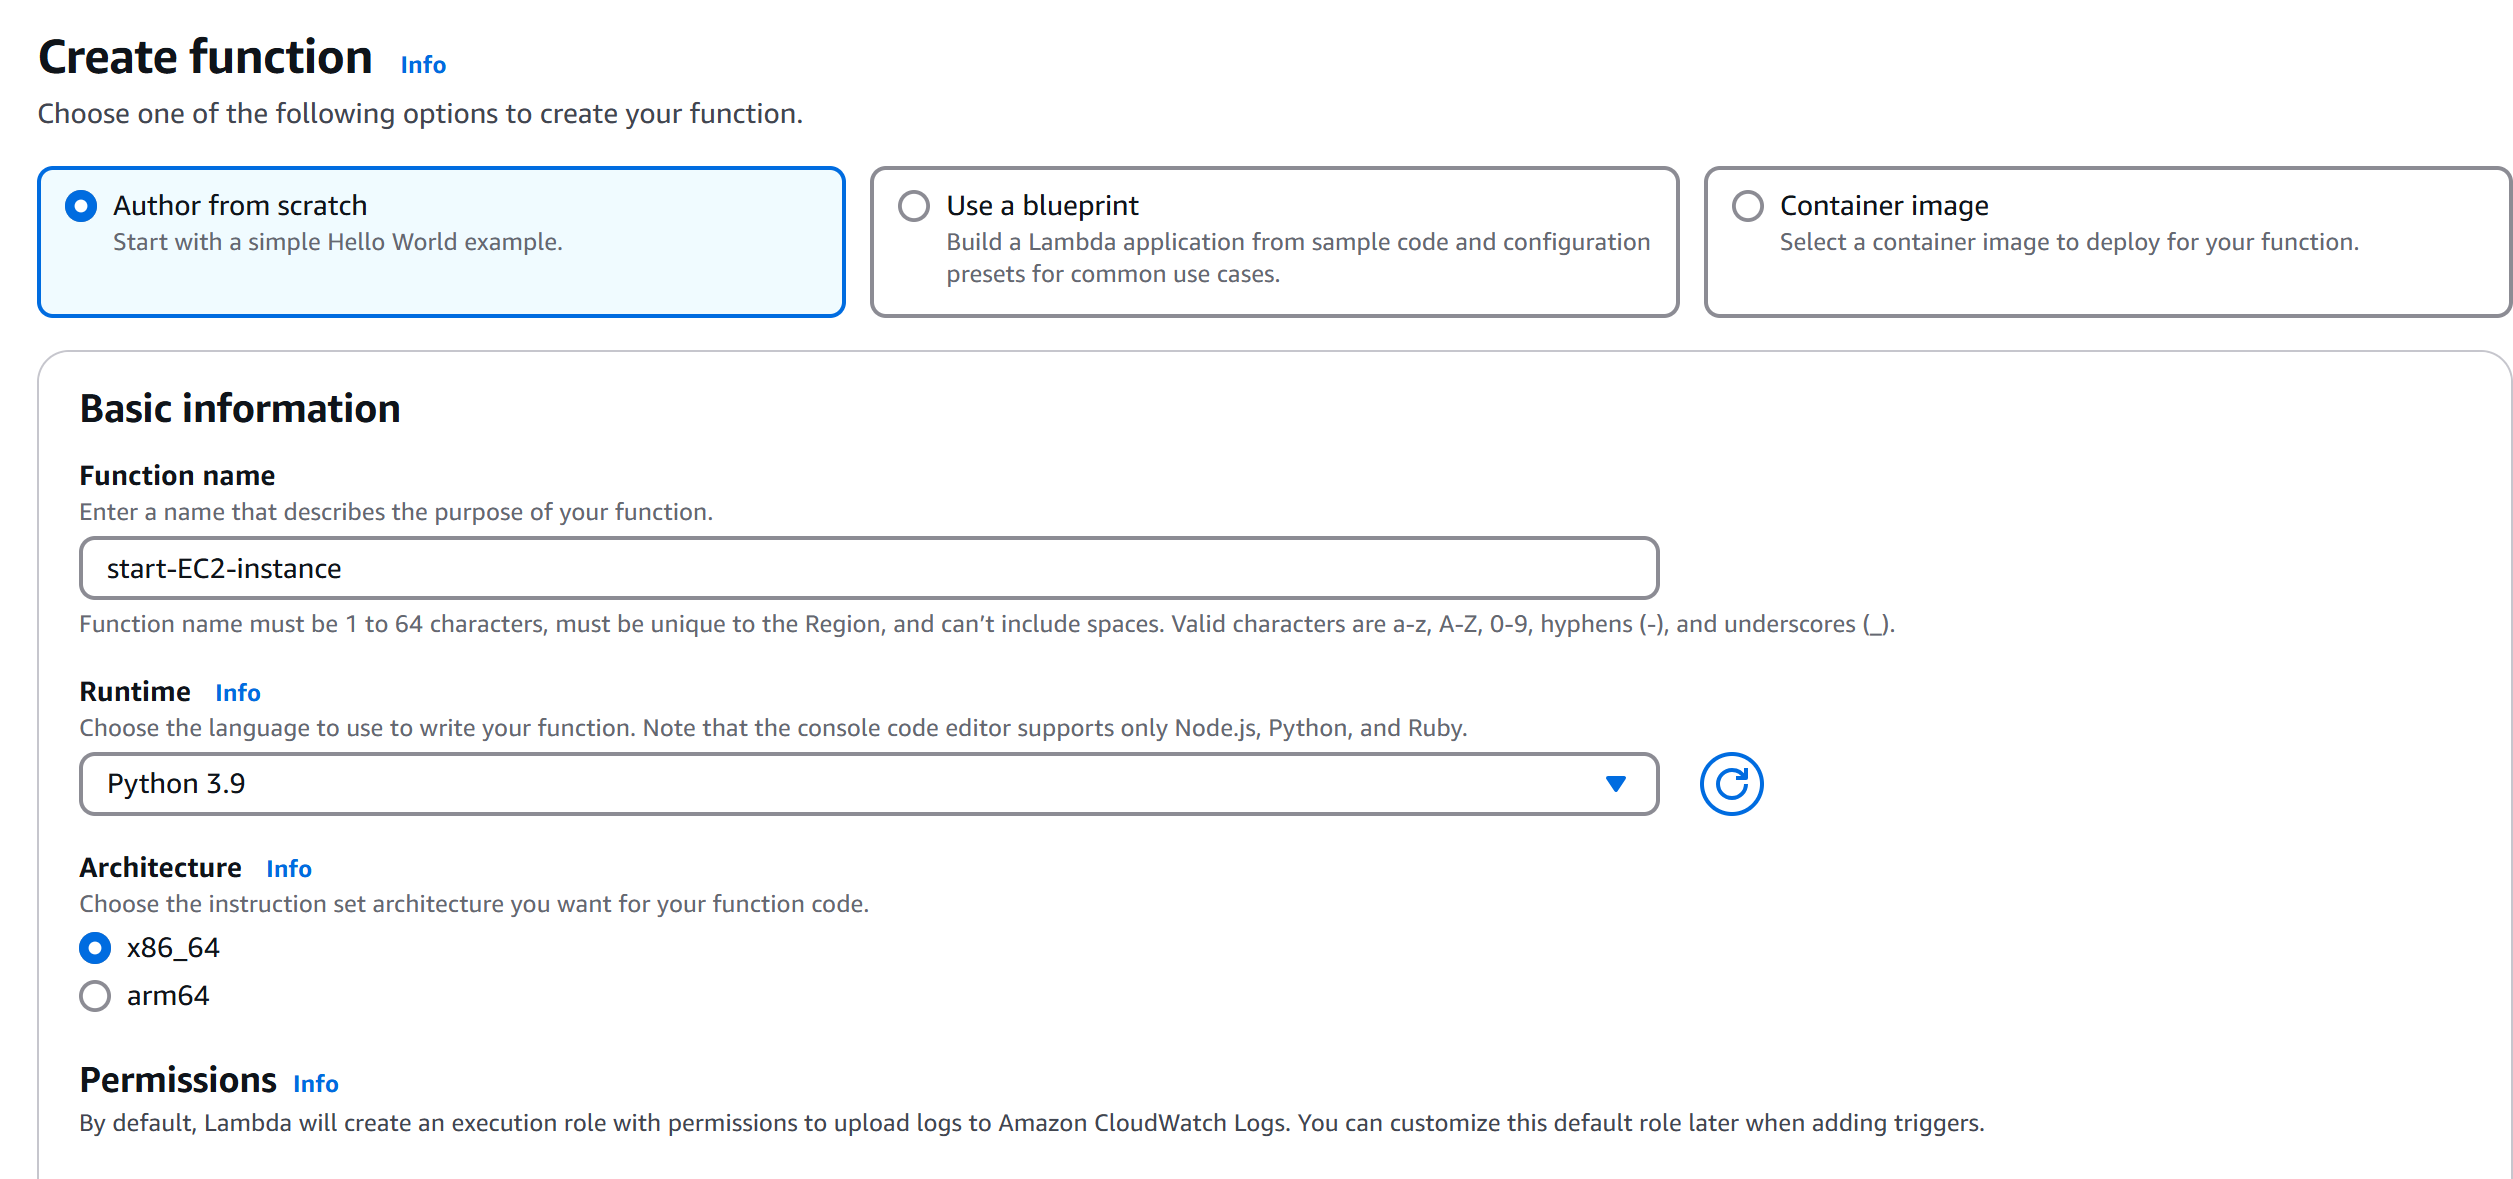 Create function Info
Choose one of the following options to create your function.
Author from scratch
Start with a simple Hello World example.
Use a blueprint
Build a Lambda application from sample code and configuration
presets for common use cases.
Container image
Select a container image to deploy for your function.
Basic information
Function name
Enter a name that describes the purpose of your function.
start-EC2-instance
Function name must be 1 to 64 characters, must be unique to the Region, and can’t include spaces. Valid characters are a-z, A-Z, 0-9, hyphens (-), and underscores (_).
Runtime Info
Choose the language to use to write your function. Note that the console code editor supports only Node.js, Python, and Ruby.
Python 3.9
Architecture Info
Choose the instruction set architecture you want for your function code.
x86_64
arm64
Permissions Info
By default, Lambda will create an execution role with permissions to upload logs to Amazon CloudWatch Logs. You can customize this default role later when adding triggers.